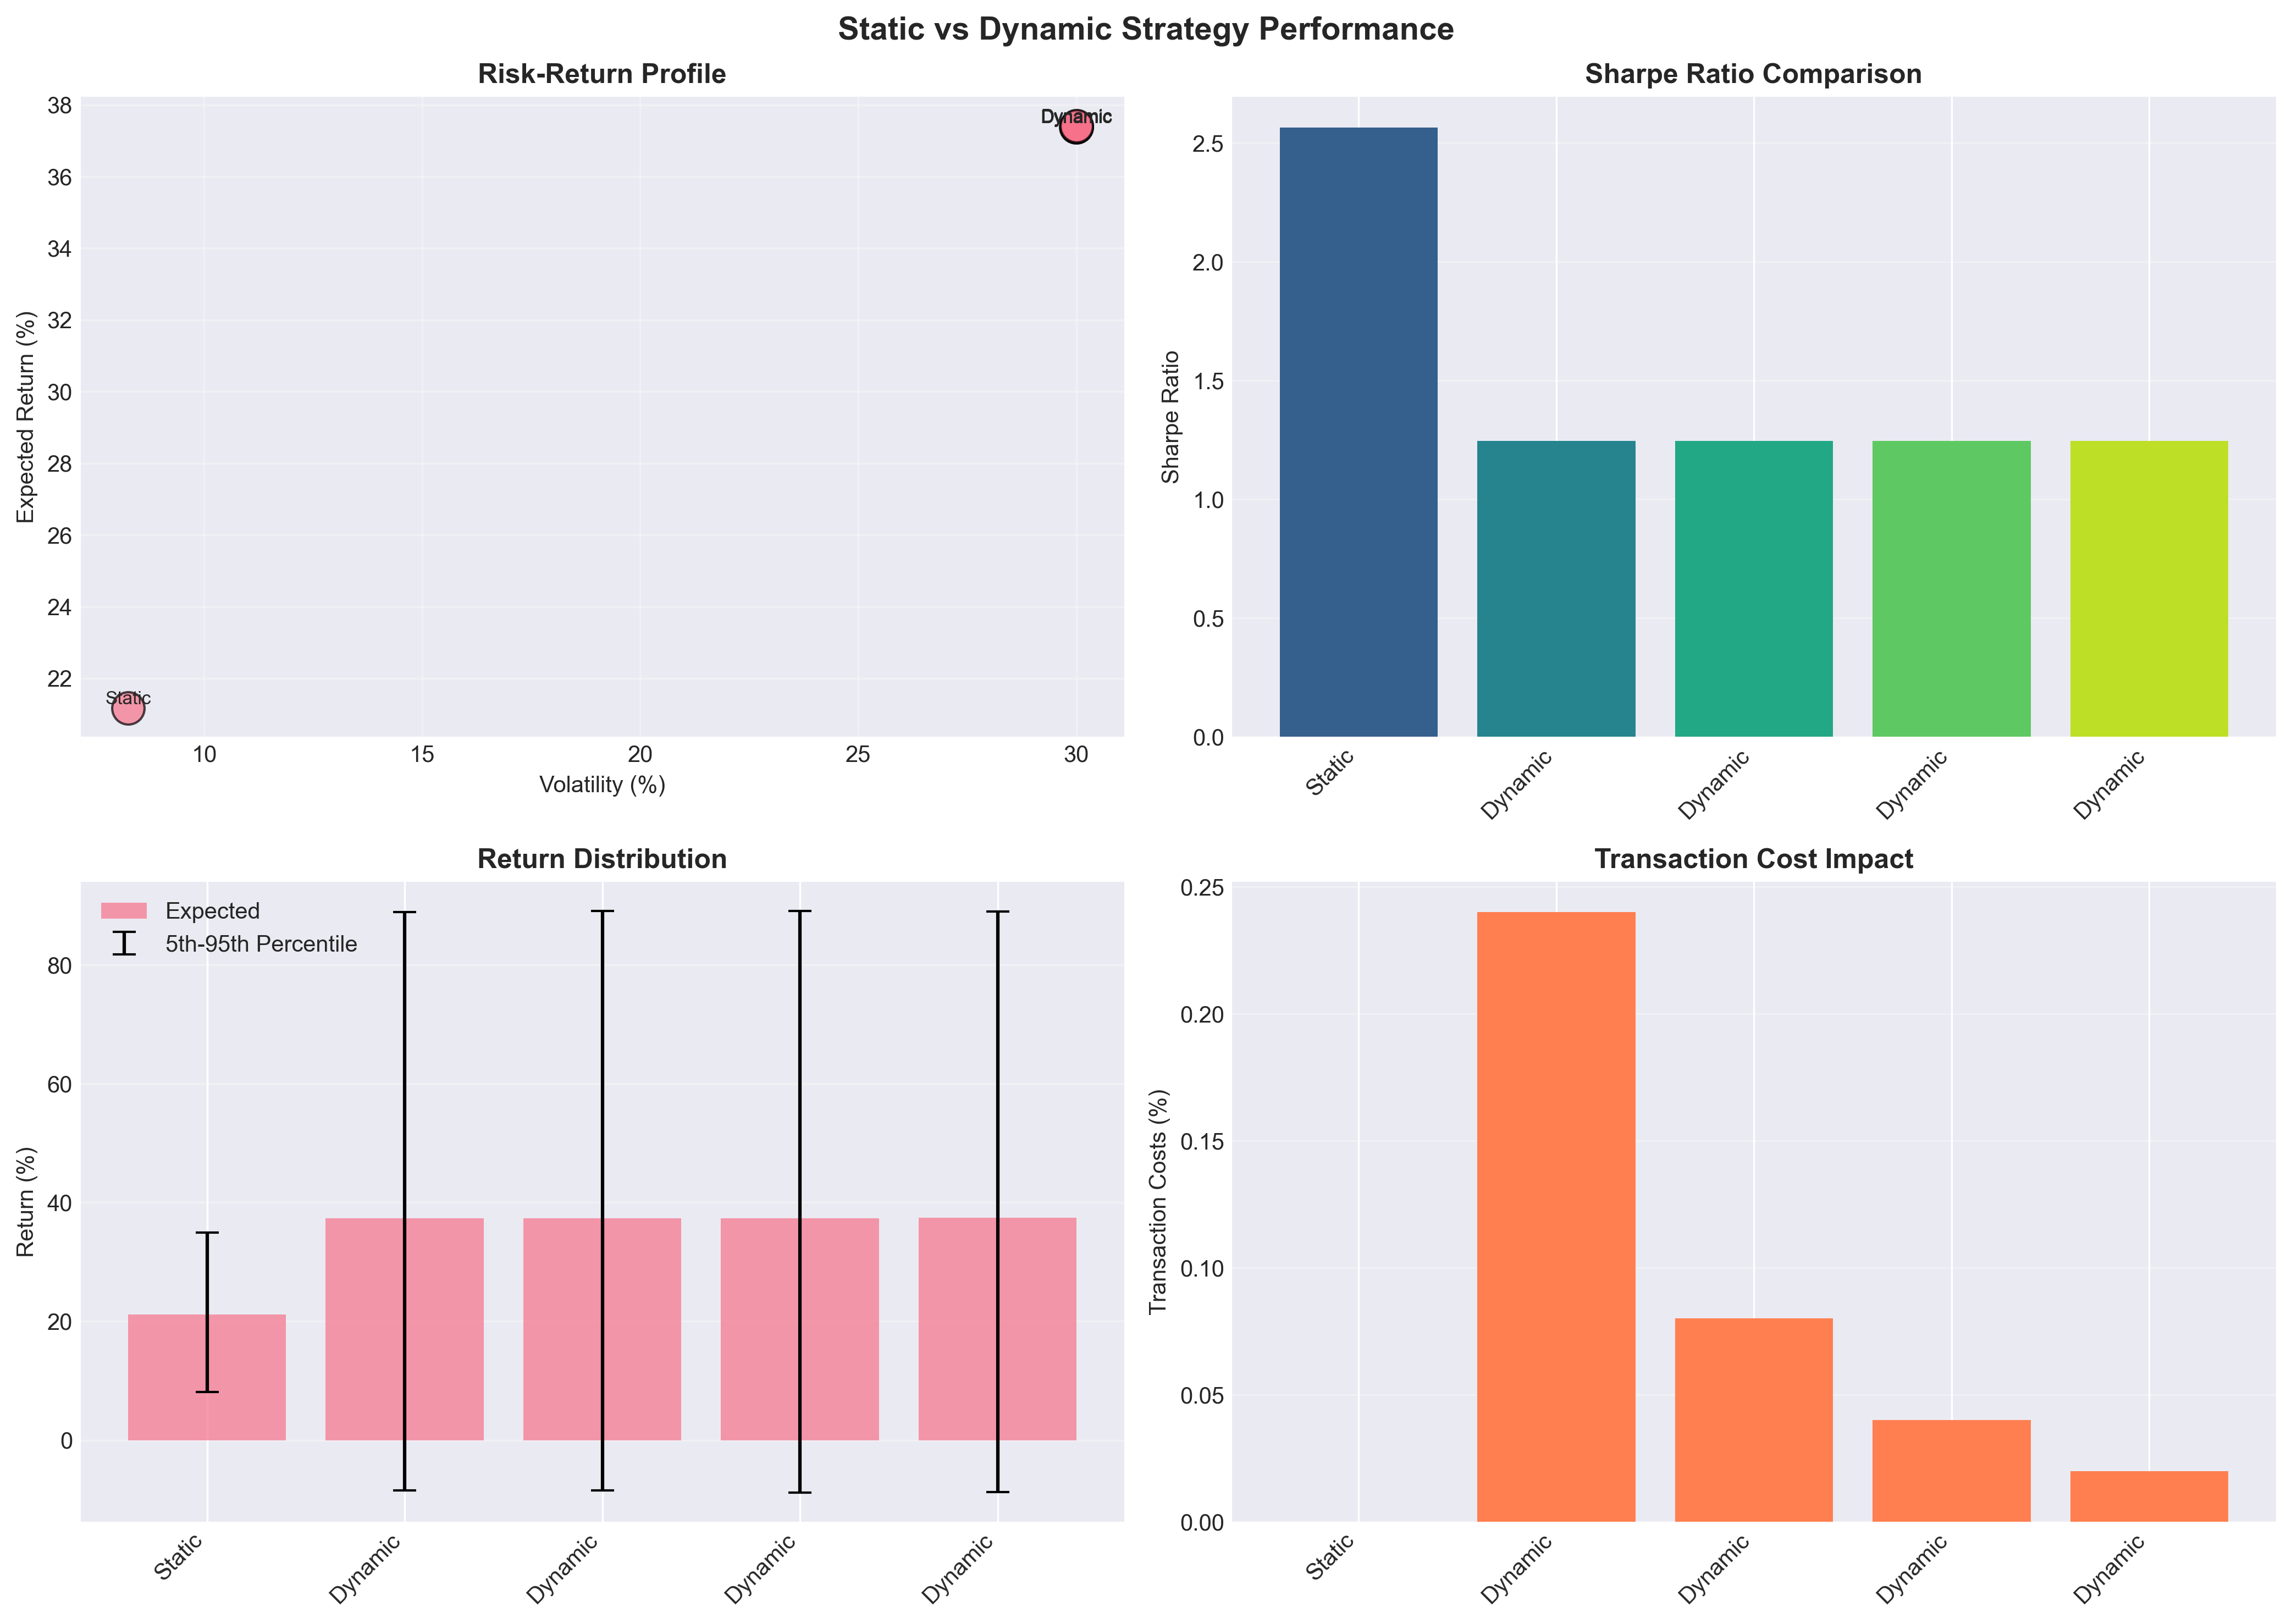 Static vs Dynamic Strategy Performance
Risk-Return Profile
38
36
34
32
30
28
26
24
22
Expected Return (%)
Dynamic
Static
10 15 20 25 30
Volatility (%)
Sharpe Ratio Comparison
2.5
2.0
1.5
1.0
0.5
0.0
Sharpe Ratio
Static Dynamic Dynamic Dynamic Dynamic
Return Distribution
Expected
5th-95th Percentile
80
60
40
20
0
Return (%)
Static Dynamic Dynamic Dynamic Dynamic
Transaction Cost Impact
0.25
0.20
0.15
0.10
0.05
0.00
Transaction Costs (%)
Static Dynamic Dynamic Dynamic Dynamic